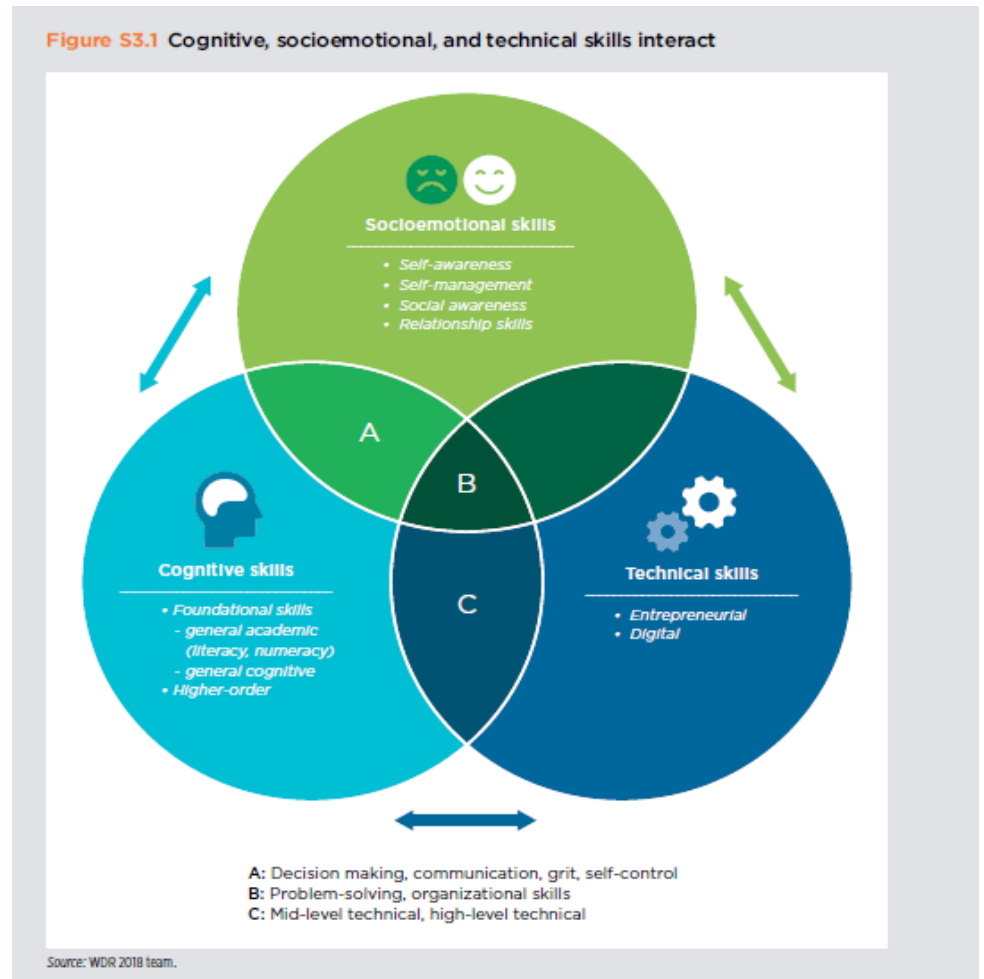 Figure S3.1 Cognitive, socioemotional, and technical skills interact
Socioemotional skills
• Self-awareness
• Self-management
• Social awareness
• Relationship skills
A
B
C
Cognitive skills
• Foundational skills
- general academic
(literacy, numeracy)
- general cognitive
• Higher-order
Technical skills
• Entrepreneurial
• Digital
A: Decision making, communication, grit, self-control
B: Problem-solving, organizational skills
C: Mid-level technical, high-level technical
Source: WDR 2018 team.